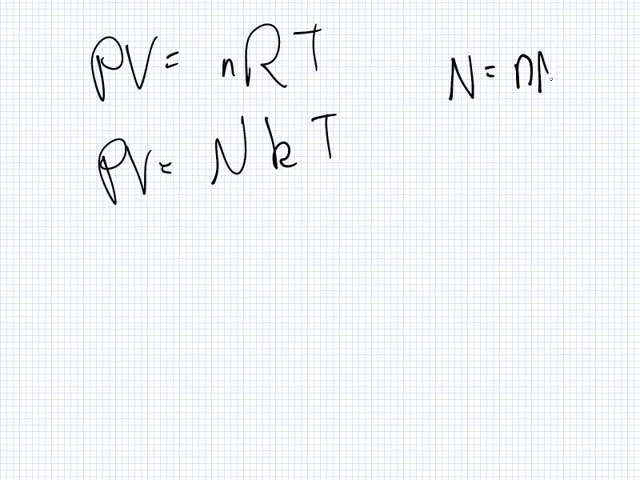 PV = nRT
N = n
PV = NkT